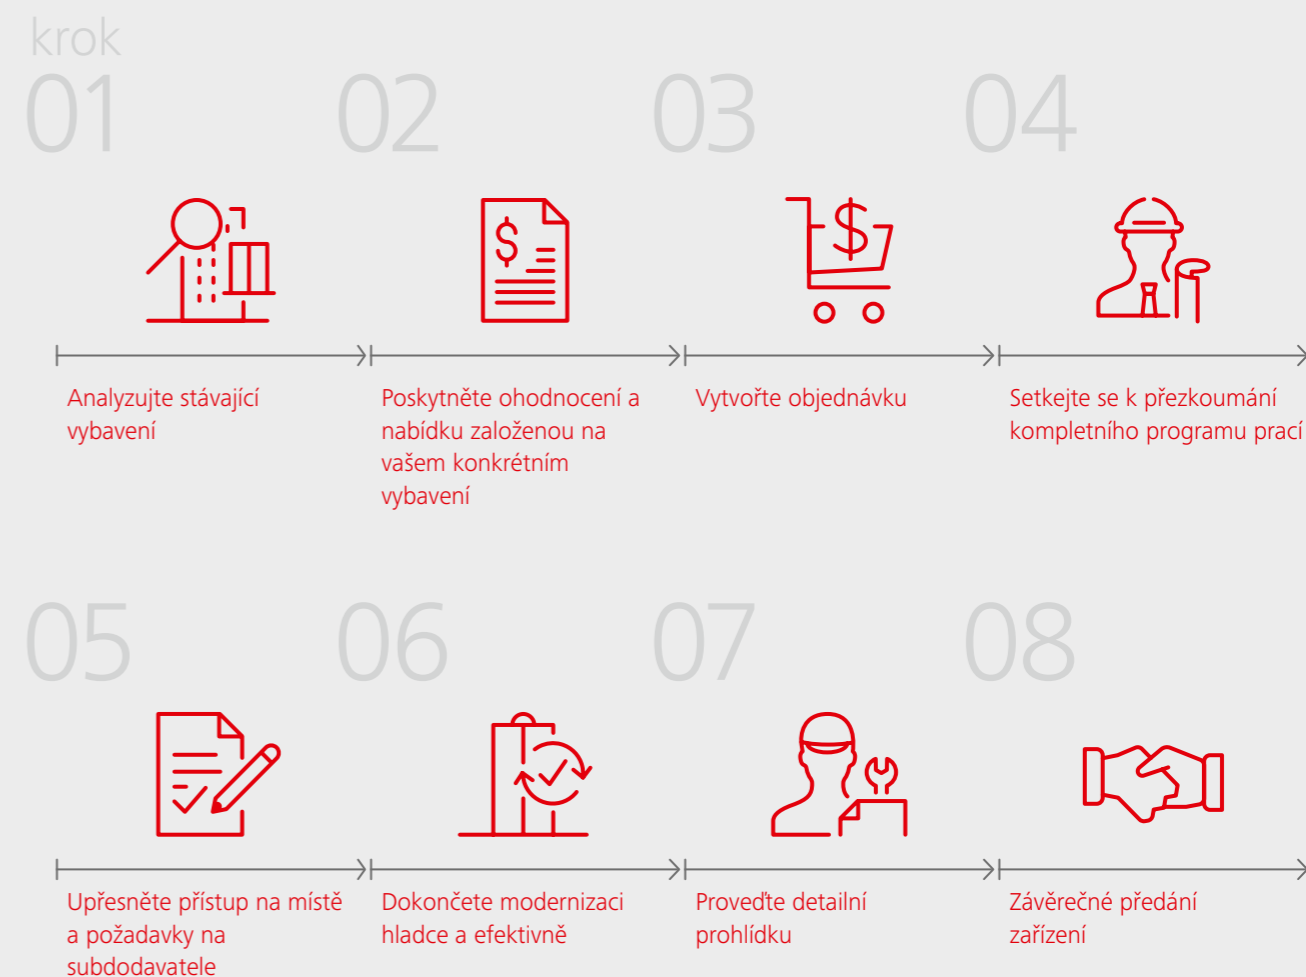 krok
01
02
03
04
Analyzujte stávající
vybavení
Poskytněte ohodnocení a
nabídku založenou na
vašem konkrétním
vybavení
Vytvořte objednávku
Setkejte se k přezkoumání
kompletního programu prací
05
06
07
08
Upřesněte přístup na místě
a požadavky na
subdodavatele
Dokončete modernizaci
hladce a efektivně
Proveďte detailní
prohlídku
Závěrečné předání
zařízení